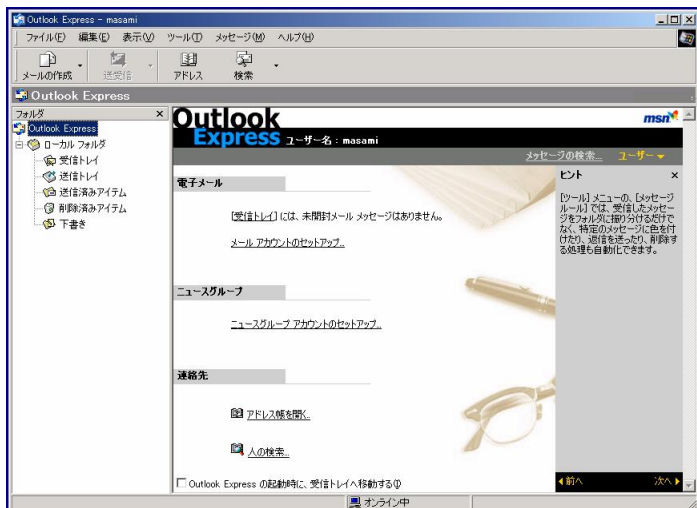 Outlook Express - masami
ファイル(F) 編集(E) 表示(V) ツール(T) メッセージ(M) ヘルプ(H)
メールの作成 送受信 アドレス 検索
Outlook Express
フォルダ
Outlook Express
ローカル フォルダ
受信トレイ
送信トレイ
送信済みアイテム
削除済みアイテム
下書き
Outlook
Express ユーザー名 : masami
msn
メッセージの検索... ユーザー
電子メール
[受信トレイ] には、未開封メール メッセージはありません。
メール アカウントのセットアップ...
ニュースグループ
ニュースグループ アカウントのセットアップ...
連絡先
アドレス帳を開く...
人の検索...
Outlook Express の起動時に、受信トレイへ移動する(I)
ヒント
[ツール] メニューの、[メッセージ
ルール] では、受信したメッセー
ジをフォルダに振り分けるだけで
なく、特定のメッセージに色を付
けたり、返信を送ったり、削除す
る処理も自動化できます。
前へ 次へ
オンライン中